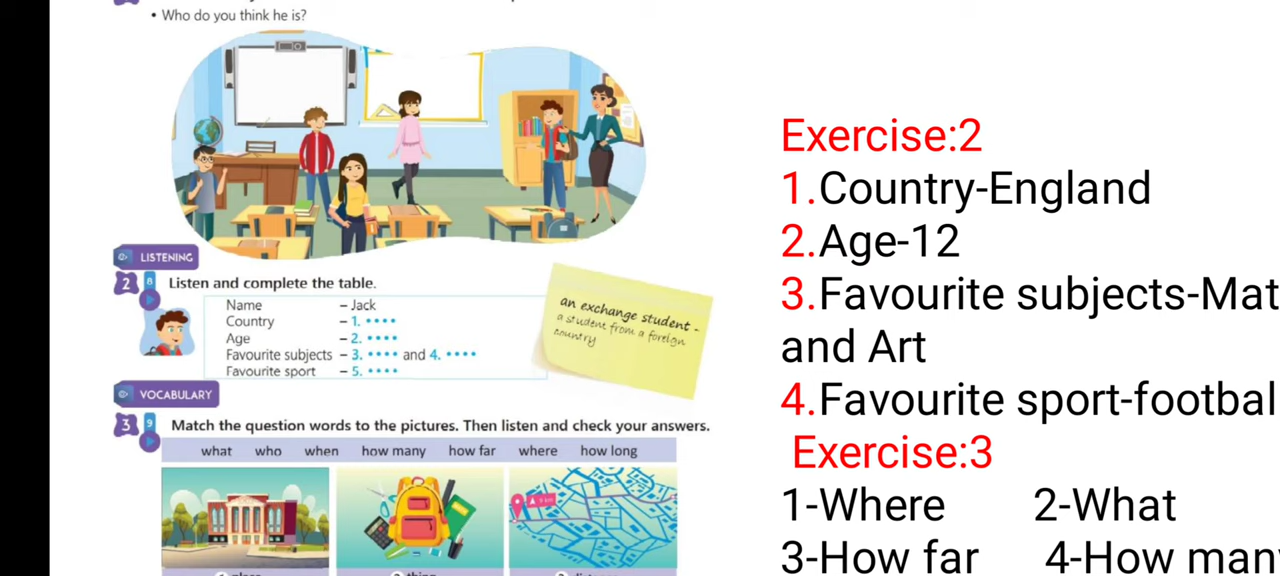 • Who do you think he is?
LISTENING
2 8 Listen and complete the table.
Name – Jack
Country – 1. ••••
Age – 2. ••••
Favourite subjects – 3. •••• and 4. ••••
Favourite sport – 5. ••••
an exchange student -
a student from a foreign
country
VOCABULARY
3 9 Match the question words to the pictures. Then listen and check your answers.
what who when how many how far where how long
Exercise:2
1.Country-England
2.Age-12
3.Favourite subjects-Mat
and Art
4.Favourite sport-footbal
Exercise:3
1-Where 2-What
3-How far 4-How many